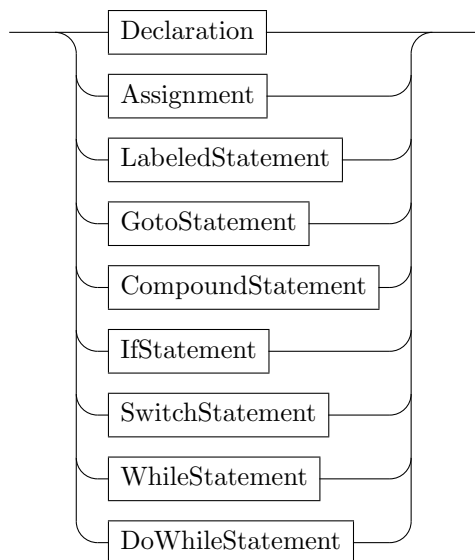 Declaration
Assignment
LabeledStatement
GotoStatement
CompoundStatement
IfStatement
SwitchStatement
WhileStatement
DoWhileStatement